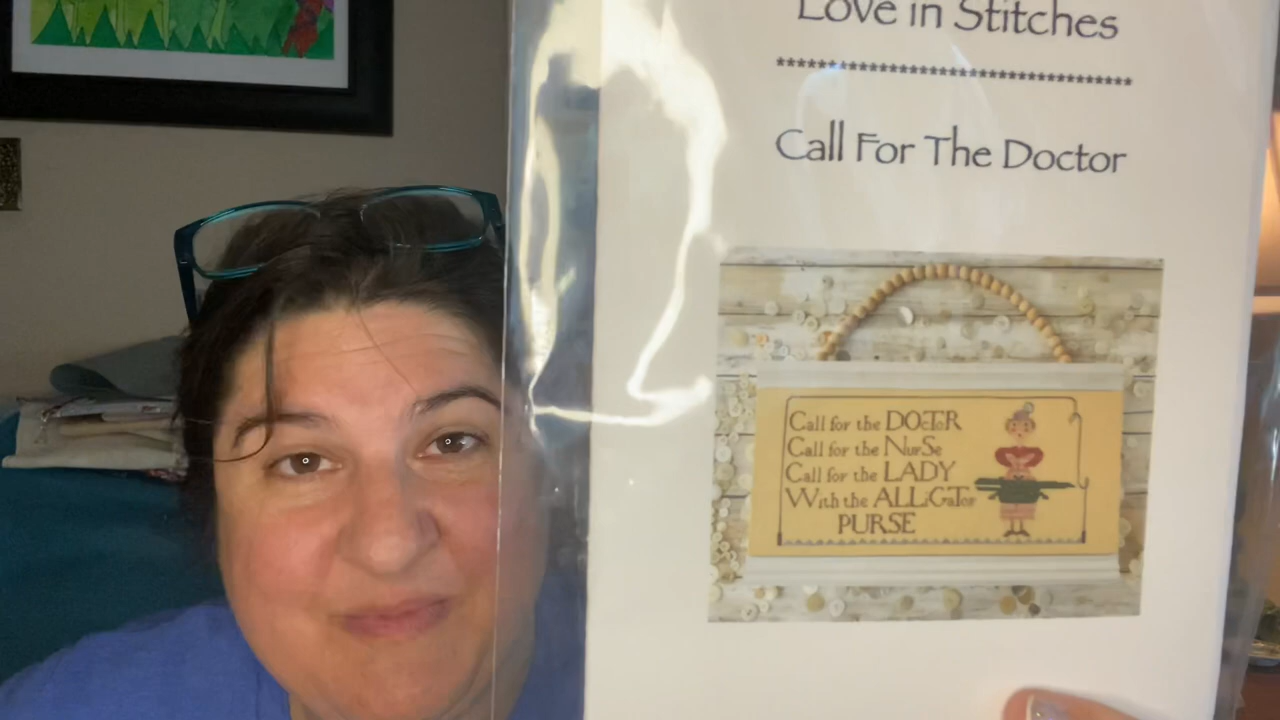 Love in Stitches
**********************************
Call For The Doctor
Call for the DOcToR
Call for the NurSe
Call for the LADY
With the ALLiGaTor
PURSE